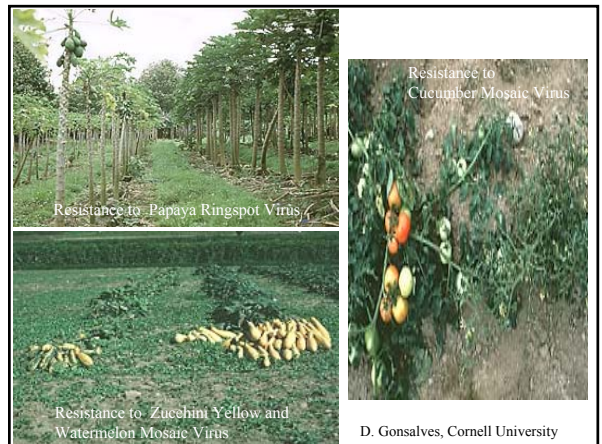 Resistance to Papaya Ringspot Virus
Resistance to
Cucumber Mosaic Virus
Resistance to Zucchini Yellow and
Watermelon Mosaic Virus
D. Gonsalves, Cornell University